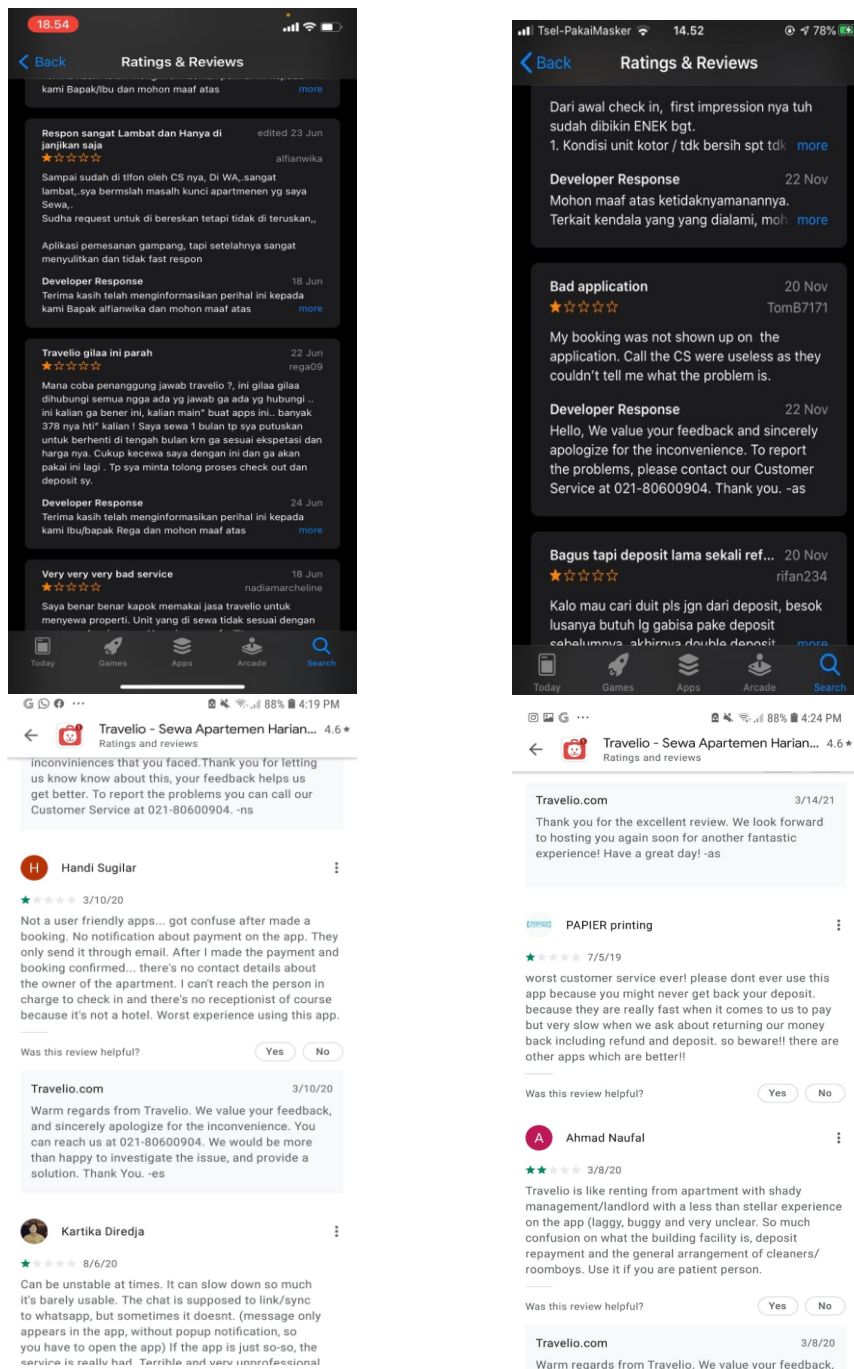 18.54
Back
Ratings & Reviews
kami Bapak/Ibu dan mohon maaf atas more
Respon sangat Lambat dan Hanya di janjikan saja
edited 23 Jun
alfianwika
Sampai sudah di tlfon oleh CS nya, Di WA,.sangat
lambat,.sya bermslah masalh kunci apartmenen yg saya
Sewa,.
Sudha request untuk di bereskan tetapi tidak di teruskan,,
Aplikasi pemesanan gampang, tapi setelahnya sangat
menyulitkan dan tidak fast respon
Developer Response 18 Jun
Terima kasih telah menginformasikan perihal ini kepada
kami Bapak alfianwika dan mohon maaf atas more
Travelio gilaa ini parah 22 Jun
rega09
Mana coba penanggung jawab travelio ?, ini gilaa gilaa
dihubungi semua ngga ada yg jawab ga ada yg hubungi ..
ini kalian ga bener ini, kalian main" buat apps ini.. banyak
378 nya hti" kalian ! Saya sewa 1 bulan tp sya putuskan
untuk berhenti di tengah bulan krn ga sesuai ekspetasi dan
harga nya. Cukup kecewa saya dengan ini dan ga akan
pakai ini lagi . Tp sya minta tolong proses check out dan
deposit sy.
Developer Response 24 Jun
Terima kasih telah menginformasikan perihal ini kepada
kami Ibu/bapak Rega dan mohon maaf atas more
Very very very bad service 18 Jun
nadiamarcheline
Saya benar benar kapok memakai jasa travelio untuk
menyewa properti. Unit yang di sewa tidak sesuai dengan
Today Games Apps Arcade Search
Tsel-PakaiMasker 14.52 78%
Back
Ratings & Reviews
Dari awal check in, first impression nya tuh
sudah dibikin ENEK bgt.
1. Kondisi unit kotor / tdk bersih spt tdk more
Developer Response 22 Nov
Mohon maaf atas ketidaknyamanannya.
Terkait kendala yang yang dialami, moh more
Bad application 20 Nov
TomB7171
My booking was not shown up on the
application. Call the CS were useless as they
couldn't tell me what the problem is.
Developer Response 22 Nov
Hello, We value your feedback and sincerely
apologize for the inconvenience. To report
the problems, please contact our Customer
Service at 021-80600904. Thank you. -as
Bagus tapi deposit lama sekali ref... 20 Nov
rifan234
Kalo mau cari duit pls jgn dari deposit, besok
lusanya butuh lg gabisa pake deposit
sebelumnya, akhirnya double deposit more
Today Games Apps Arcade Search
88% 4:19 PM
Travelio - Sewa Apartemen Harian... 4.6
Ratings and reviews
inconviniences that you faced.Thank you for letting
us know know about this, your feedback helps us
get better. To report the problems you can call our
Customer Service at 021-80600904. -ns
H Handi Sugilar
3/10/20
Not a user friendly apps... got confuse after made a
booking. No notification about payment on the app. They
only send it through email. After I made the payment and
booking confirmed... there's no contact details about
the owner of the apartment. I can't reach the person in
charge to check in and there's no receptionist of course
because it's not a hotel. Worst experience using this app.
Was this review helpful? Yes No
Travelio.com 3/10/20
Warm regards from Travelio. We value your feedback,
and sincerely apologize for the inconvenience. You
can reach us at 021-80600904. We would be more
than happy to investigate the issue, and provide a
solution. Thank You. -es
Kartika Diredja
8/6/20
Can be unstable at times. It can slow down so much
it's barely usable. The chat is supposed to link/sync
to whatsapp, but sometimes it doesnt. (message only
appears in the app, without popup notification, so
you have to open the app) If the app is just so-so, the
service is really bad. Terrible and very unprofessional
88% 4:24 PM
Travelio - Sewa Apartemen Harian... 4.6
Ratings and reviews
Travelio.com 3/14/21
Thank you for the excellent review. We look forward
to hosting you again soon for another fantastic
experience! Have a great day! -as
PAPIER printing
7/5/19
worst customer service ever! please dont ever use this
app because you might never get back your deposit.
because they are really fast when it comes to us to pay
but very slow when we ask about returning our money
back including refund and deposit. so beware!! there are
other apps which are better!!
Was this review helpful? Yes No
A Ahmad Naufal
3/8/20
Travelio is like renting from apartment with shady
management/landlord with a less than stellar experience
on the app (laggy, buggy and very unclear. So much
confusion on what the building facility is, deposit
repayment and the general arrangement of cleaners/
roomboys. Use it if you are patient person.
Was this review helpful? Yes No
Travelio.com 3/8/20
Warm regards from Travelio. We value your feedback.